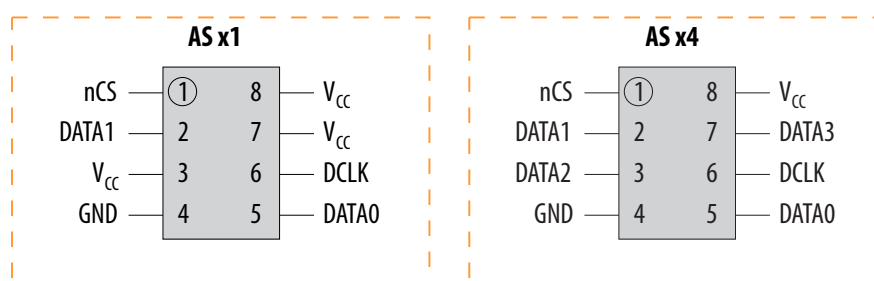 AS x1 AS x4
nCS 1 8 VCC nCS 1 8 VCC
DATA1 2 7 VCC DATA1 2 7 DATA3
VCC 3 6 DCLK DATA2 3 6 DCLK
GND 4 5 DATA0 GND 4 5 DATA0